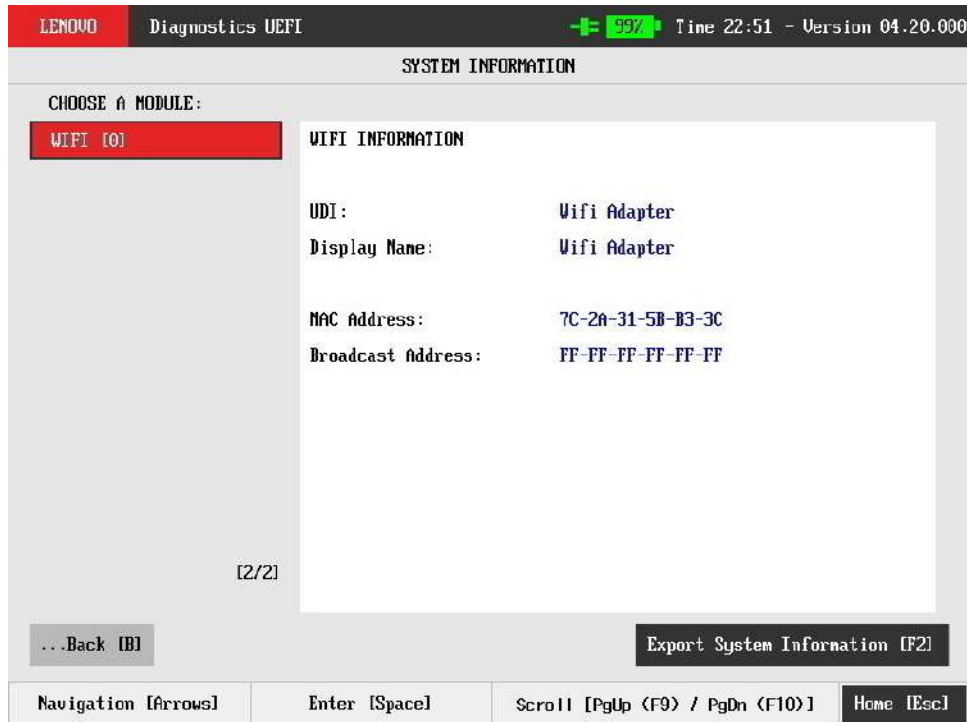 LENOVO Diagnostics UEFI 99% Time 22:51 - Version 04.20.000
SYSTEM INFORMATION
CHOOSE A MODULE:
WIFI [0]
WIFI INFORMATION
UDI: Wifi Adapter
Display Name: Wifi Adapter
MAC Address: 7C-2A-31-5B-B3-3C
Broadcast Address: FF-FF-FF-FF-FF-FF
[2/2]
...Back [B] Export System Information [F2]
Navigation [Arrows] Enter [Space] Scroll [PgUp (F9) / PgDn (F10)] Home [Esc]